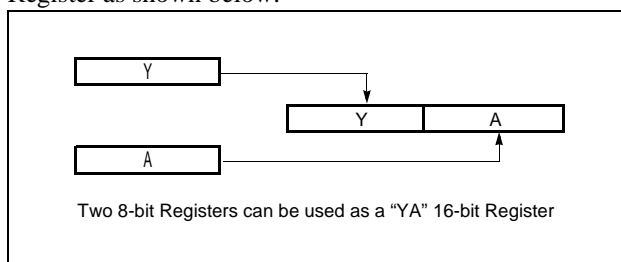 Register as shown below.
Y
Y A
A
Two 8-bit Registers can be used as a “YA” 16-bit Register